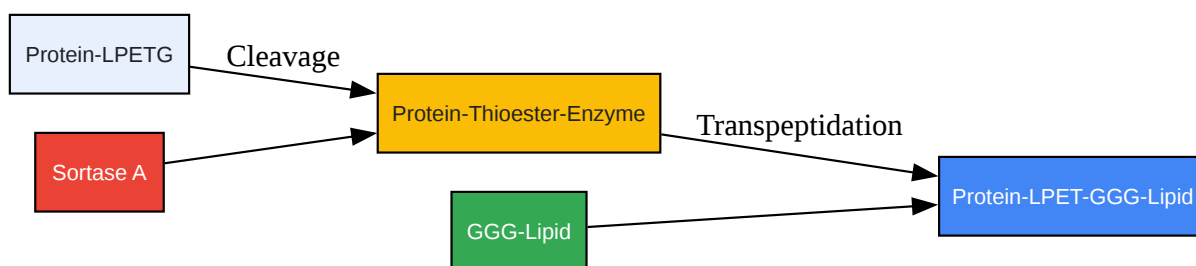 Protein-LPETG
Cleavage
Sortase A
Protein-Thioester-Enzyme
Transpeptidation
GGG-Lipid
Protein-LPET-GGG-Lipid